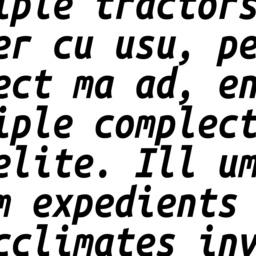 iple tractors
er cu usu, pe
ect ma ad, en
iple complect
elite. Ill um
m expedients
cclimates inv